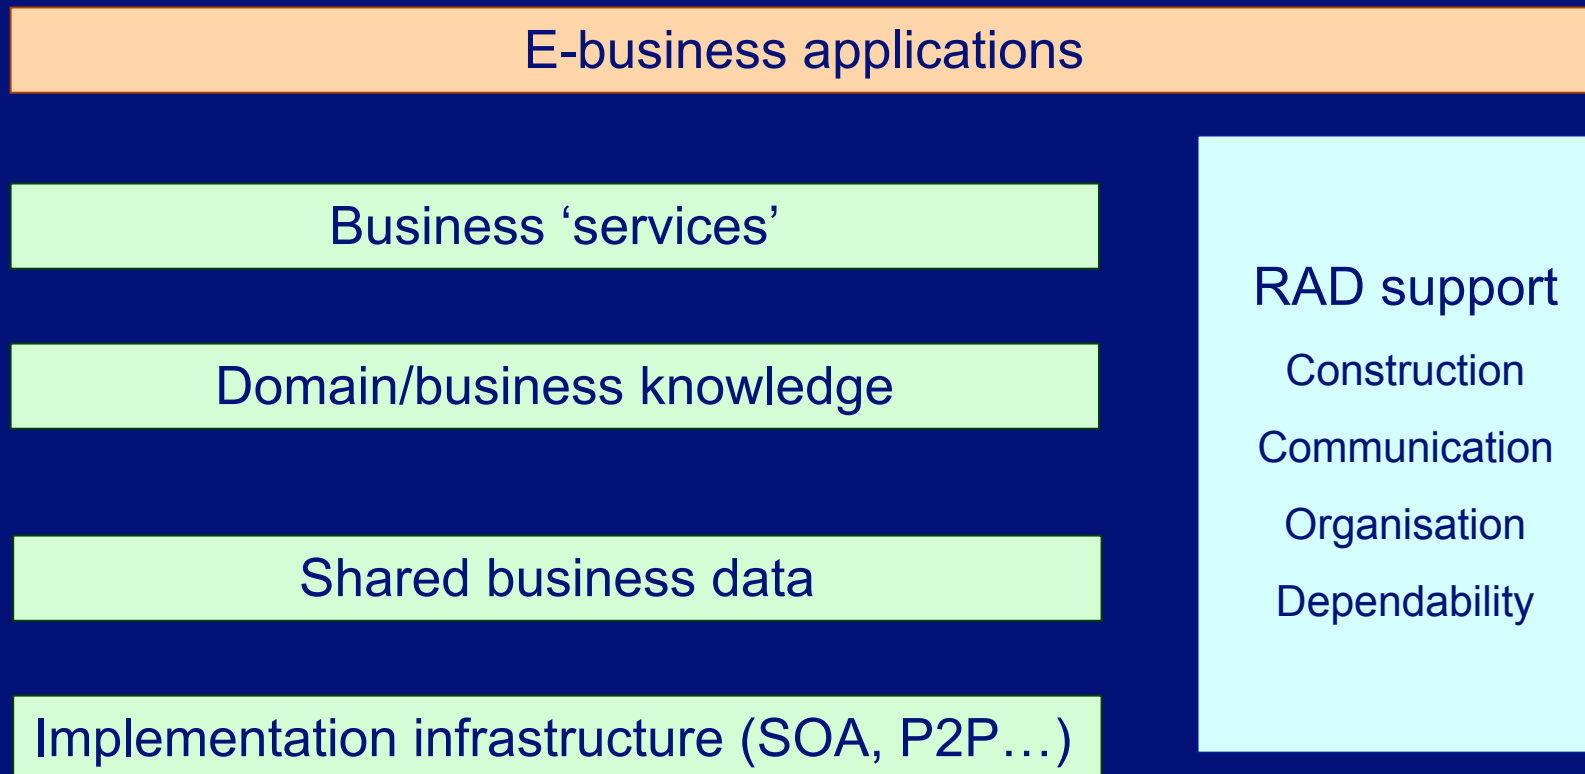 E-business applications
Business ‘services’
Domain/business knowledge
Shared business data
Implementation infrastructure (SOA, P2P…)
RAD support
Construction
Communication
Organisation
Dependability